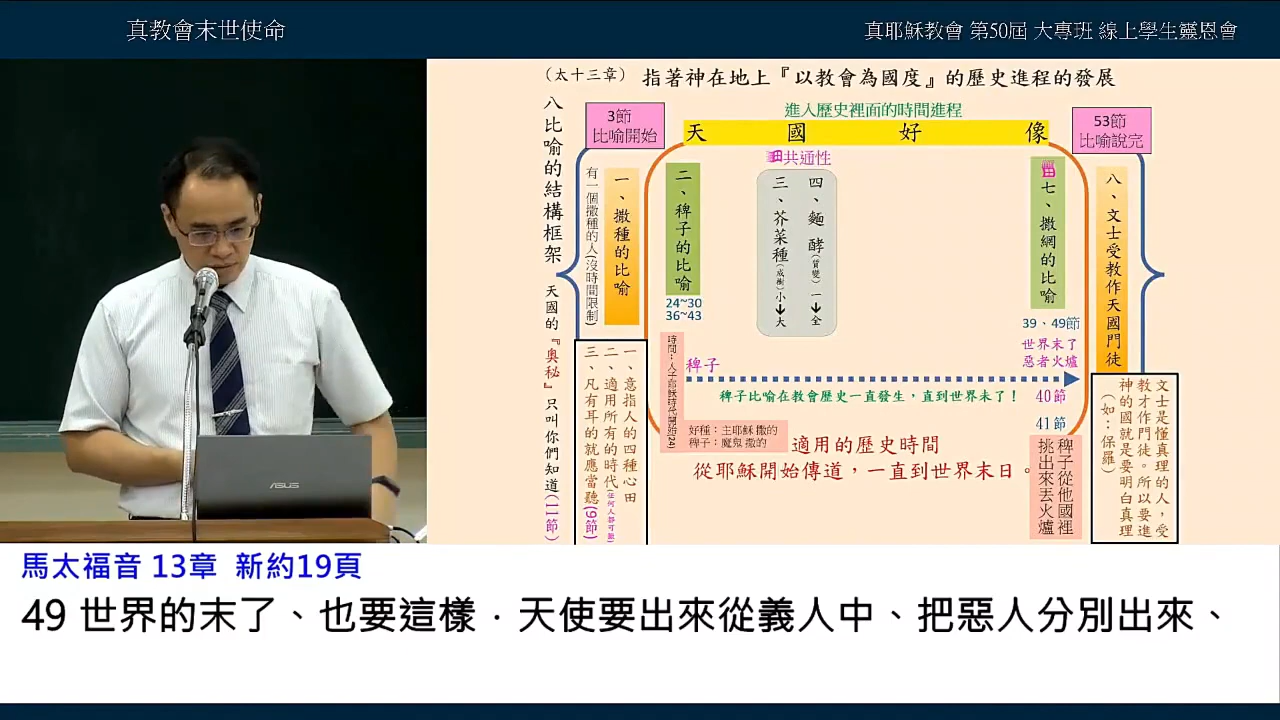 真教會末世使命
真耶穌教會 第50屆 大專班 線上學生靈恩會
(太十三章) 指著神在地上『以教會為國度』的歷史進程的發展
八比喻的結構框架
天國的『奧秘』只叫你們知道(11節)
3節
比喻開始
進入歷史裡面的時間進程
天國好像
53節
比喻說完
有一個撒種的人(沒時間限制)
一、撒種的比喻
二、稗子的比喻
24~30
36~43
共通性
三、芥菜種(成樹)小→大
四、麵酵(質變)一→全
七、撒網的比喻
39、49節
世界末了
惡者火爐
八、文士受教作天國門徒
一、意指人的四種心田
二、適用所有的時代
三、凡有耳的就應當聽(9節)
稗子
稗子比喻在教會歷史一直發生，直到世界末了！
40節
41節
稗子從他國裡
挑出來丟火爐
好種：主耶穌 撒的
稗子：魔鬼 撒的
適用的歷史時間
從耶穌開始傳道，一直到世界末日。
文士是懂真理的人，受
教才作門徒。所以要進
神的國就是要明白真理
(如：保羅)
ASUS
馬太福音 13章 新約19頁
49 世界的末了、也要這樣．天使要出來從義人中、把惡人分別出來、